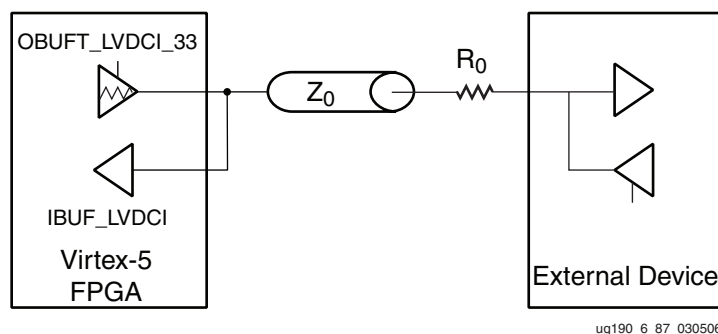 OBUFT_LVDCI_33
Z0
R0
IBUF_LVDCI
Virtex-5
FPGA
External Device
ug190_6_87_030506